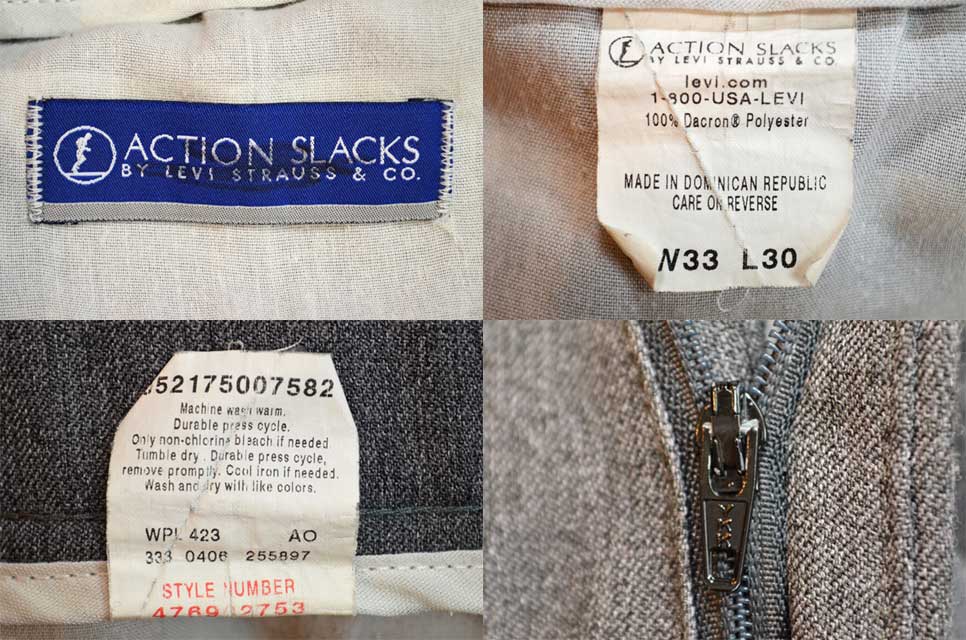 ACTION SLACKS
BY LEVI STRAUSS & CO.
ACTION SLACKS
BY LEVI STRAUSS & CO.
levi.com
1-800-USA-LEVI
100% Dacron® Polyester
MADE IN DOMINICAN REPUBLIC
CARE ON REVERSE
W33 L30
52175007582
Machine wash warm.
Durable press cycle.
Only non-chlorine bleach if needed.
Tumble dry. Durable press cycle,
remove promptly. Cool iron if needed.
Wash and dry with like colors.
WPL 423 AO
333 0406 255897
STYLE NUMBER
4769 2753
YKK